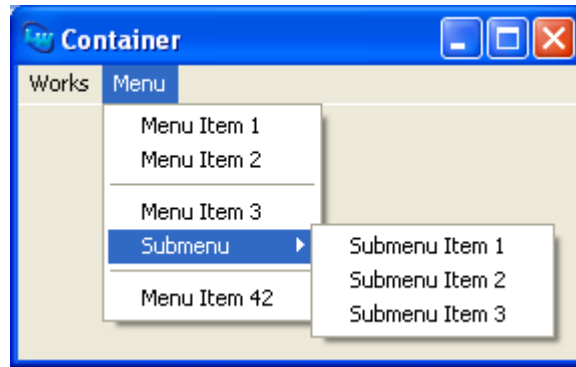 Container
Works Menu
Menu Item 1
Menu Item 2
Menu Item 3
Submenu
Menu Item 42
Submenu Item 1
Submenu Item 2
Submenu Item 3